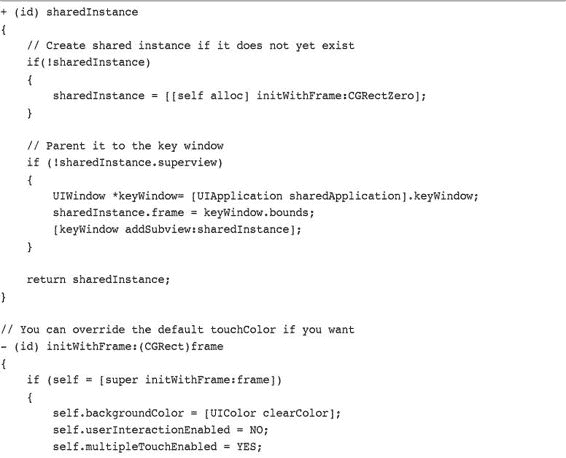 + (id) sharedInstance
{
    // Create shared instance if it does not yet exist
    if(!sharedInstance)
    {
        sharedInstance = [[self alloc] initWithFrame:CGRectZero];
    }

    // Parent it to the key window
    if (!sharedInstance.superview)
    {
        UIWindow *keyWindow= [UIApplication sharedApplication].keyWindow;
        sharedInstance.frame = keyWindow.bounds;
        [keyWindow addSubview:sharedInstance];
    }

    return sharedInstance;
}

// You can override the default touchColor if you want
- (id) initWithFrame:(CGRect)frame
{
    if (self = [super initWithFrame:frame])
    {
        self.backgroundColor = [UIColor clearColor];
        self.userInteractionEnabled = NO;
        self.multipleTouchEnabled = YES;